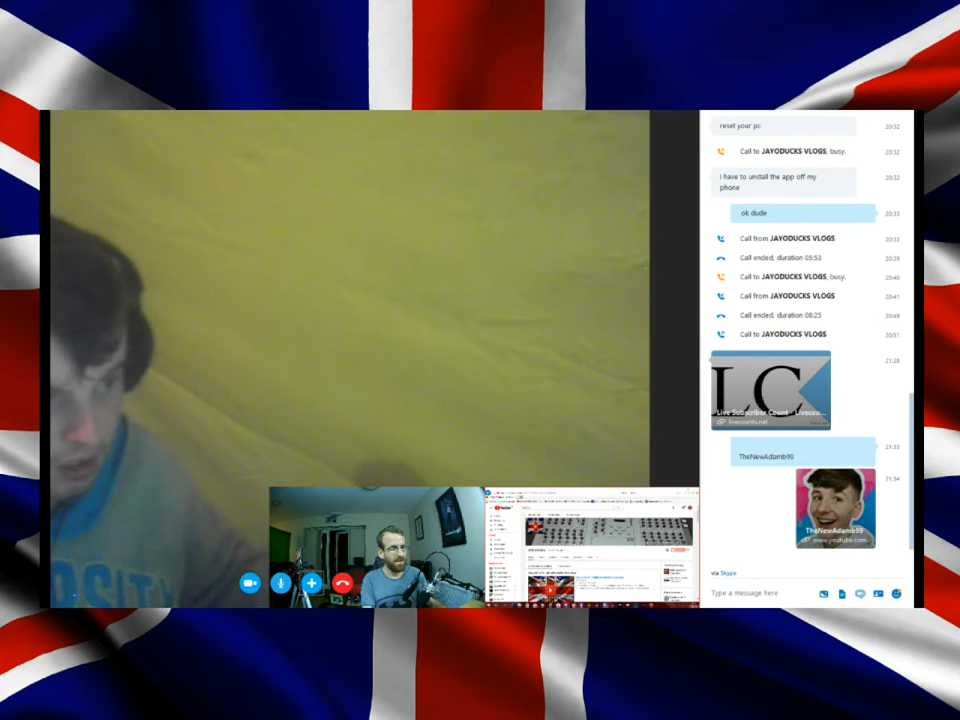 reset your pc
20:32
Call to JAYODUCKS VLOGS, busy.
20:32
I have to unstall the app off my
phone
20:32
ok dude
20:33
Call from JAYODUCKS VLOGS
20:33
Call ended, duration 05:53
20:39
Call to JAYODUCKS VLOGS, busy.
20:40
Call from JAYODUCKS VLOGS
20:41
Call ended, duration 08:25
20:49
Call to JAYODUCKS VLOGS
20:51
21:28
LC
Live Subscriber Count - Livecou...
livecounts.net
21:33
TheNewAdamb99
21:34
TheNewAdamb99
www.youtube.com
via Skype
Type a message here